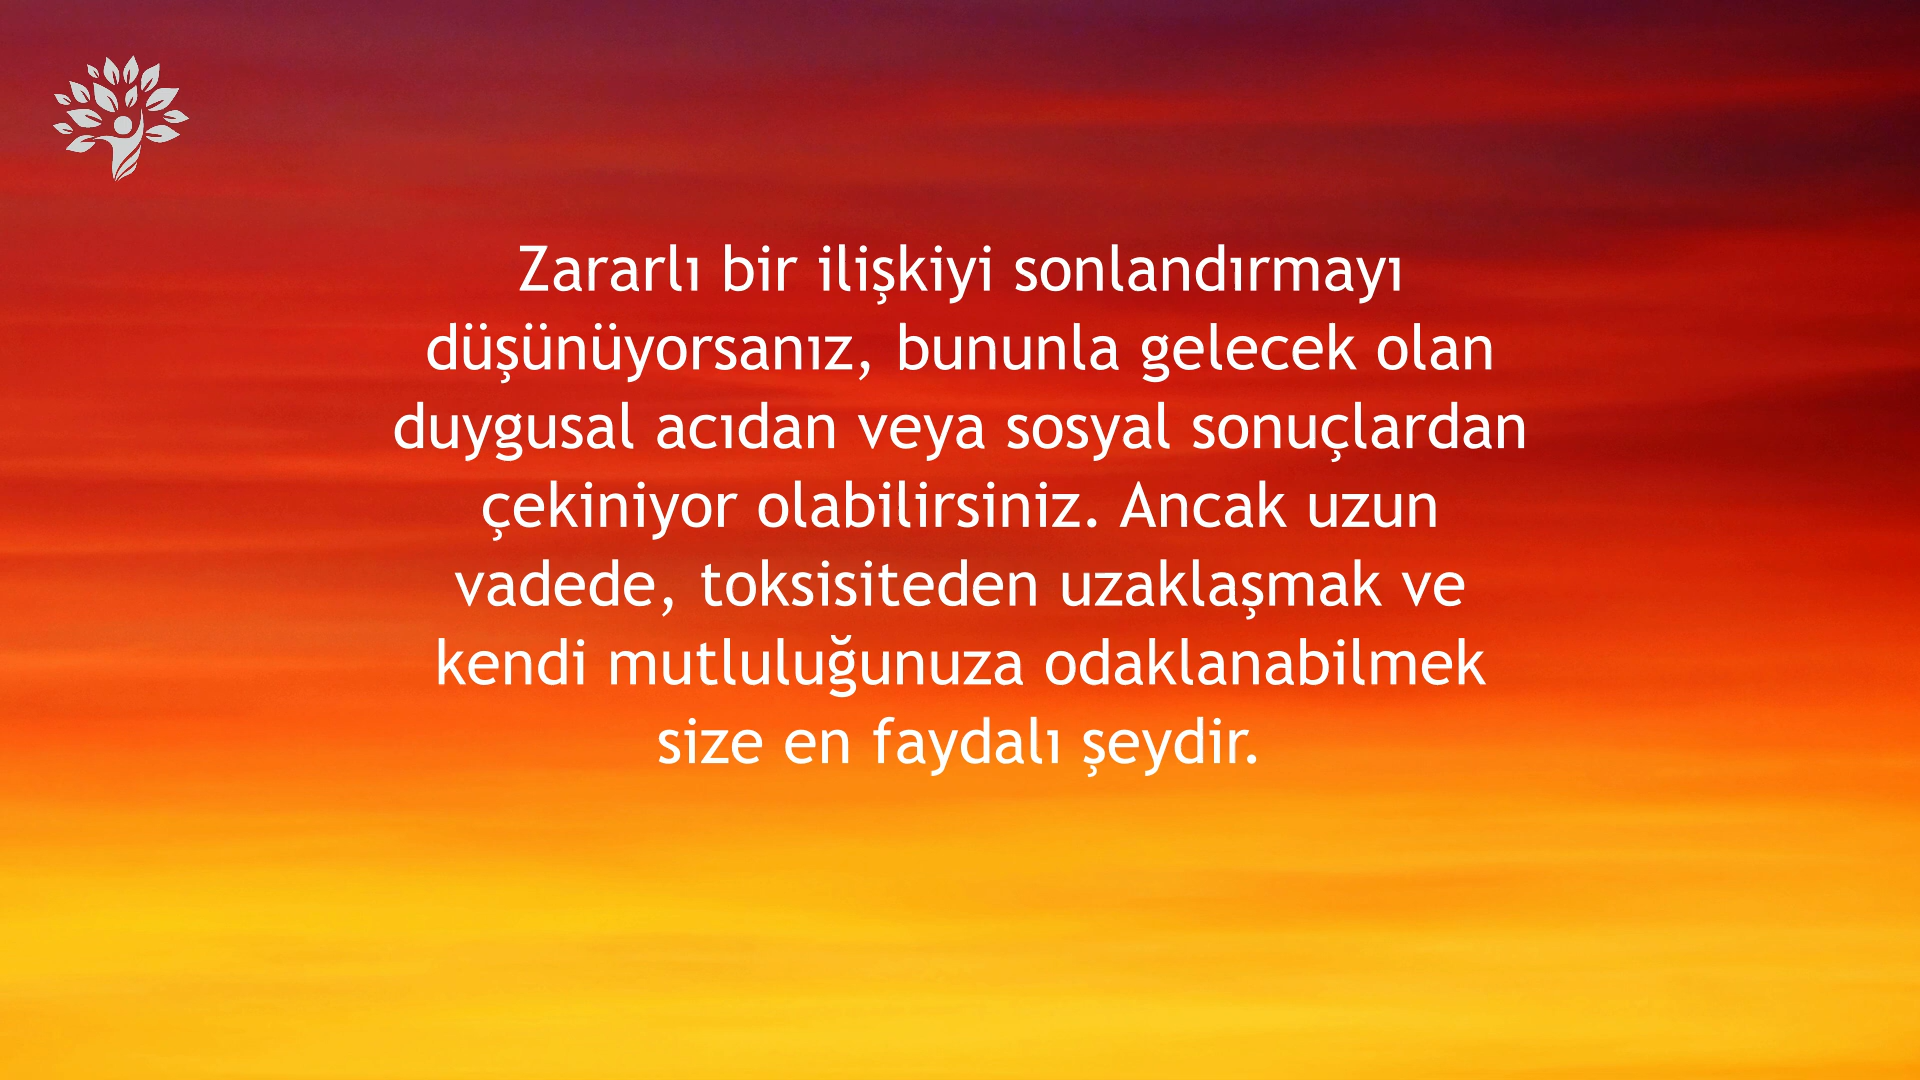 Zararlı bir ilişkiyi sonlandırmayı
düşünüyorsanız, bununla gelecek olan
duygusal acıdan veya sosyal sonuçlardan
çekiniyor olabilirsiniz. Ancak uzun
vadede, toksisiteden uzaklaşmak ve
kendi mutluluğunuza odaklanabilmek
size en faydalı şeydir.